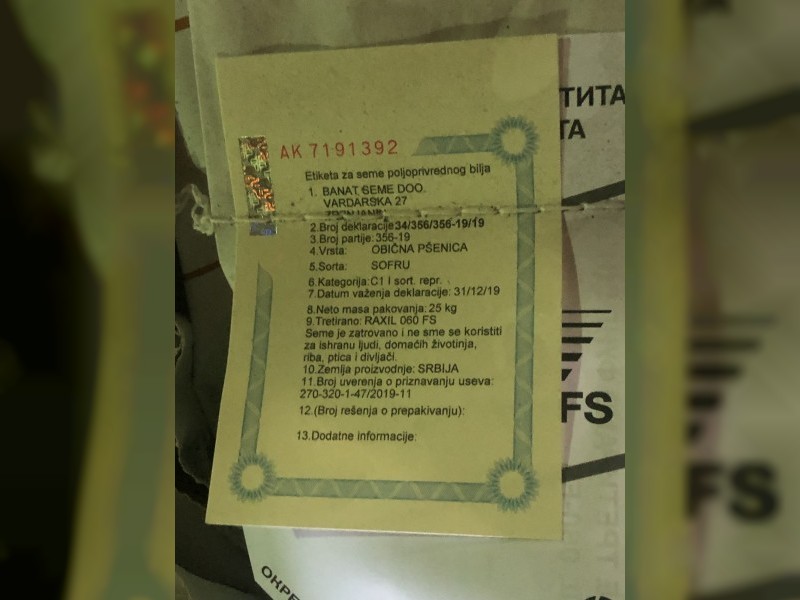 ТИТА
ТА
AK 7191392
Etiketa za seme poljoprivrednog bilja
1. BANAT SEME DOO.
VARDARSKA 27
2.Broj deklaracije:34/356/356-19/19
3.Broj partije:356-19
4.Vrsta: OBIČNA PŠENICA
5.Sorta: SOFRU
6.Kategorija:C1 i sort. repr.
7.Datum važenja deklaracije: 31/12/19
8.Neto masa pakovanja: 25 kg
9.Tretirano: RAXIL 060 FS
Seme je zatrovano i ne sme se koristiti
za ishranu ljudi, domaćih životinja,
riba, ptica i divljači.
10.Zemlja proizvodnje: SRBIJA
11.Broj uverenja o priznavanju useva:
270-320-1-47/2019-11
12.(Broj rešenja o prepakivanju):
13.Dodatne informacije:
FS
ОКРЕ